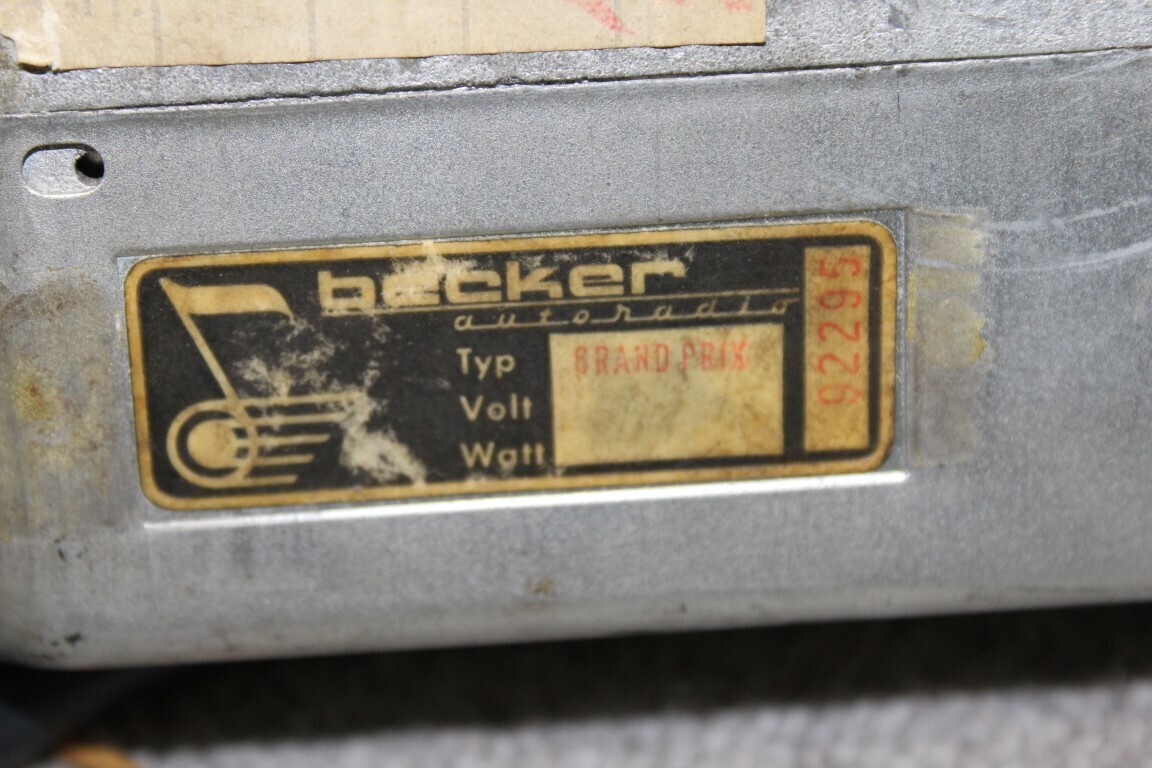 becker
autoradio
Typ GRAND PRIX
Volt
Watt
92295